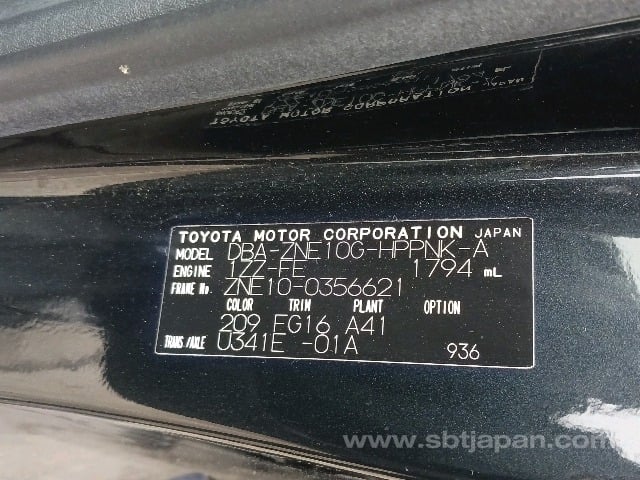 TOYOTA MOTOR CORPORATION JAPAN
MODEL DBA-ZNE10G-HPPNK-A
ENGINE 1ZZ-FE 1794 mL
FRAME No. ZNE10-0356621
COLOR TRIM PLANT OPTION
209 FG16 A41
TRANS/AXLE U341E -01A 936
www.sbtjapan.com